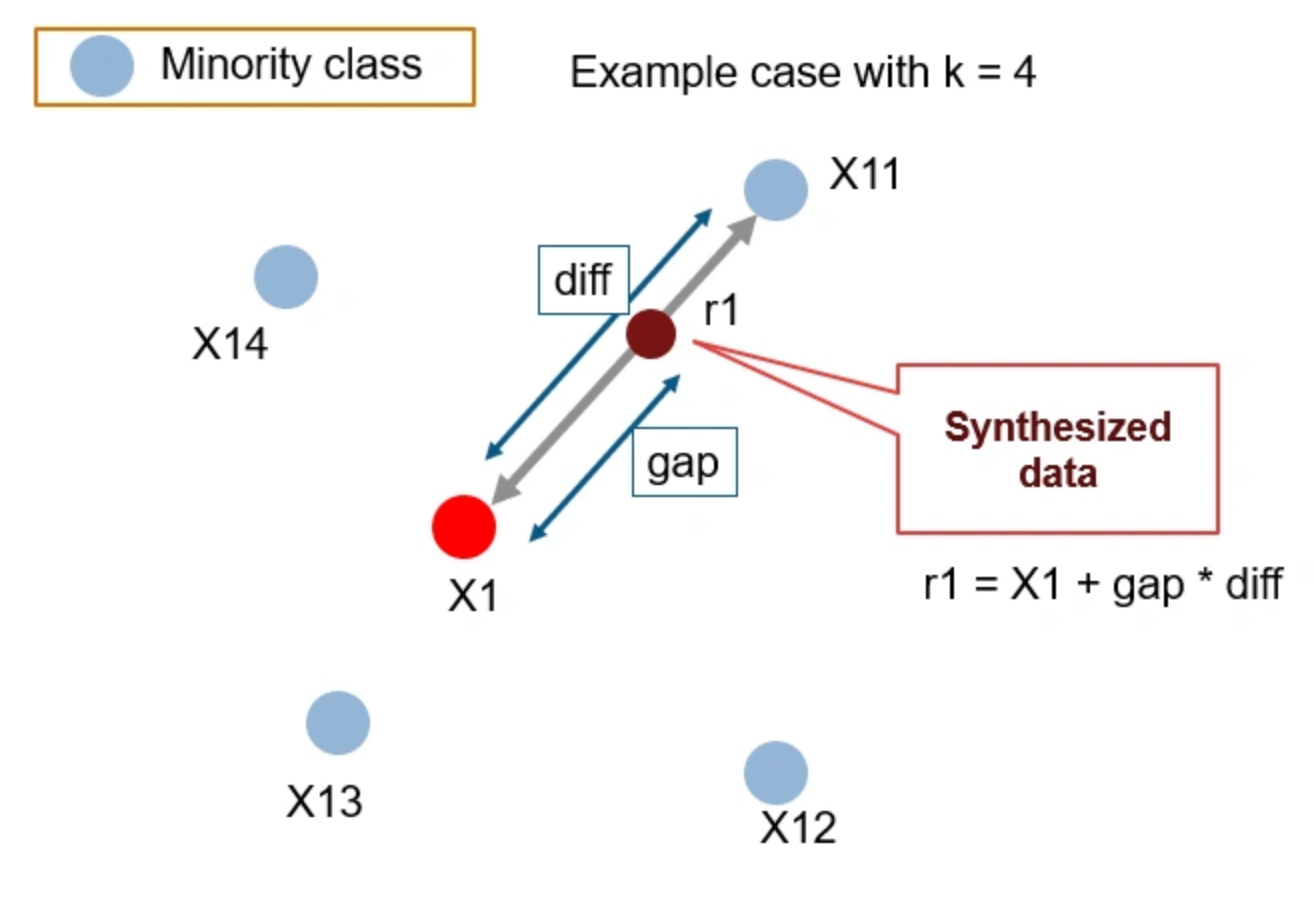 Minority class
Example case with k = 4
X11
diff
r1
X14
Synthesized
data
gap
r1 = X1 + gap * diff
X1
X13
X12